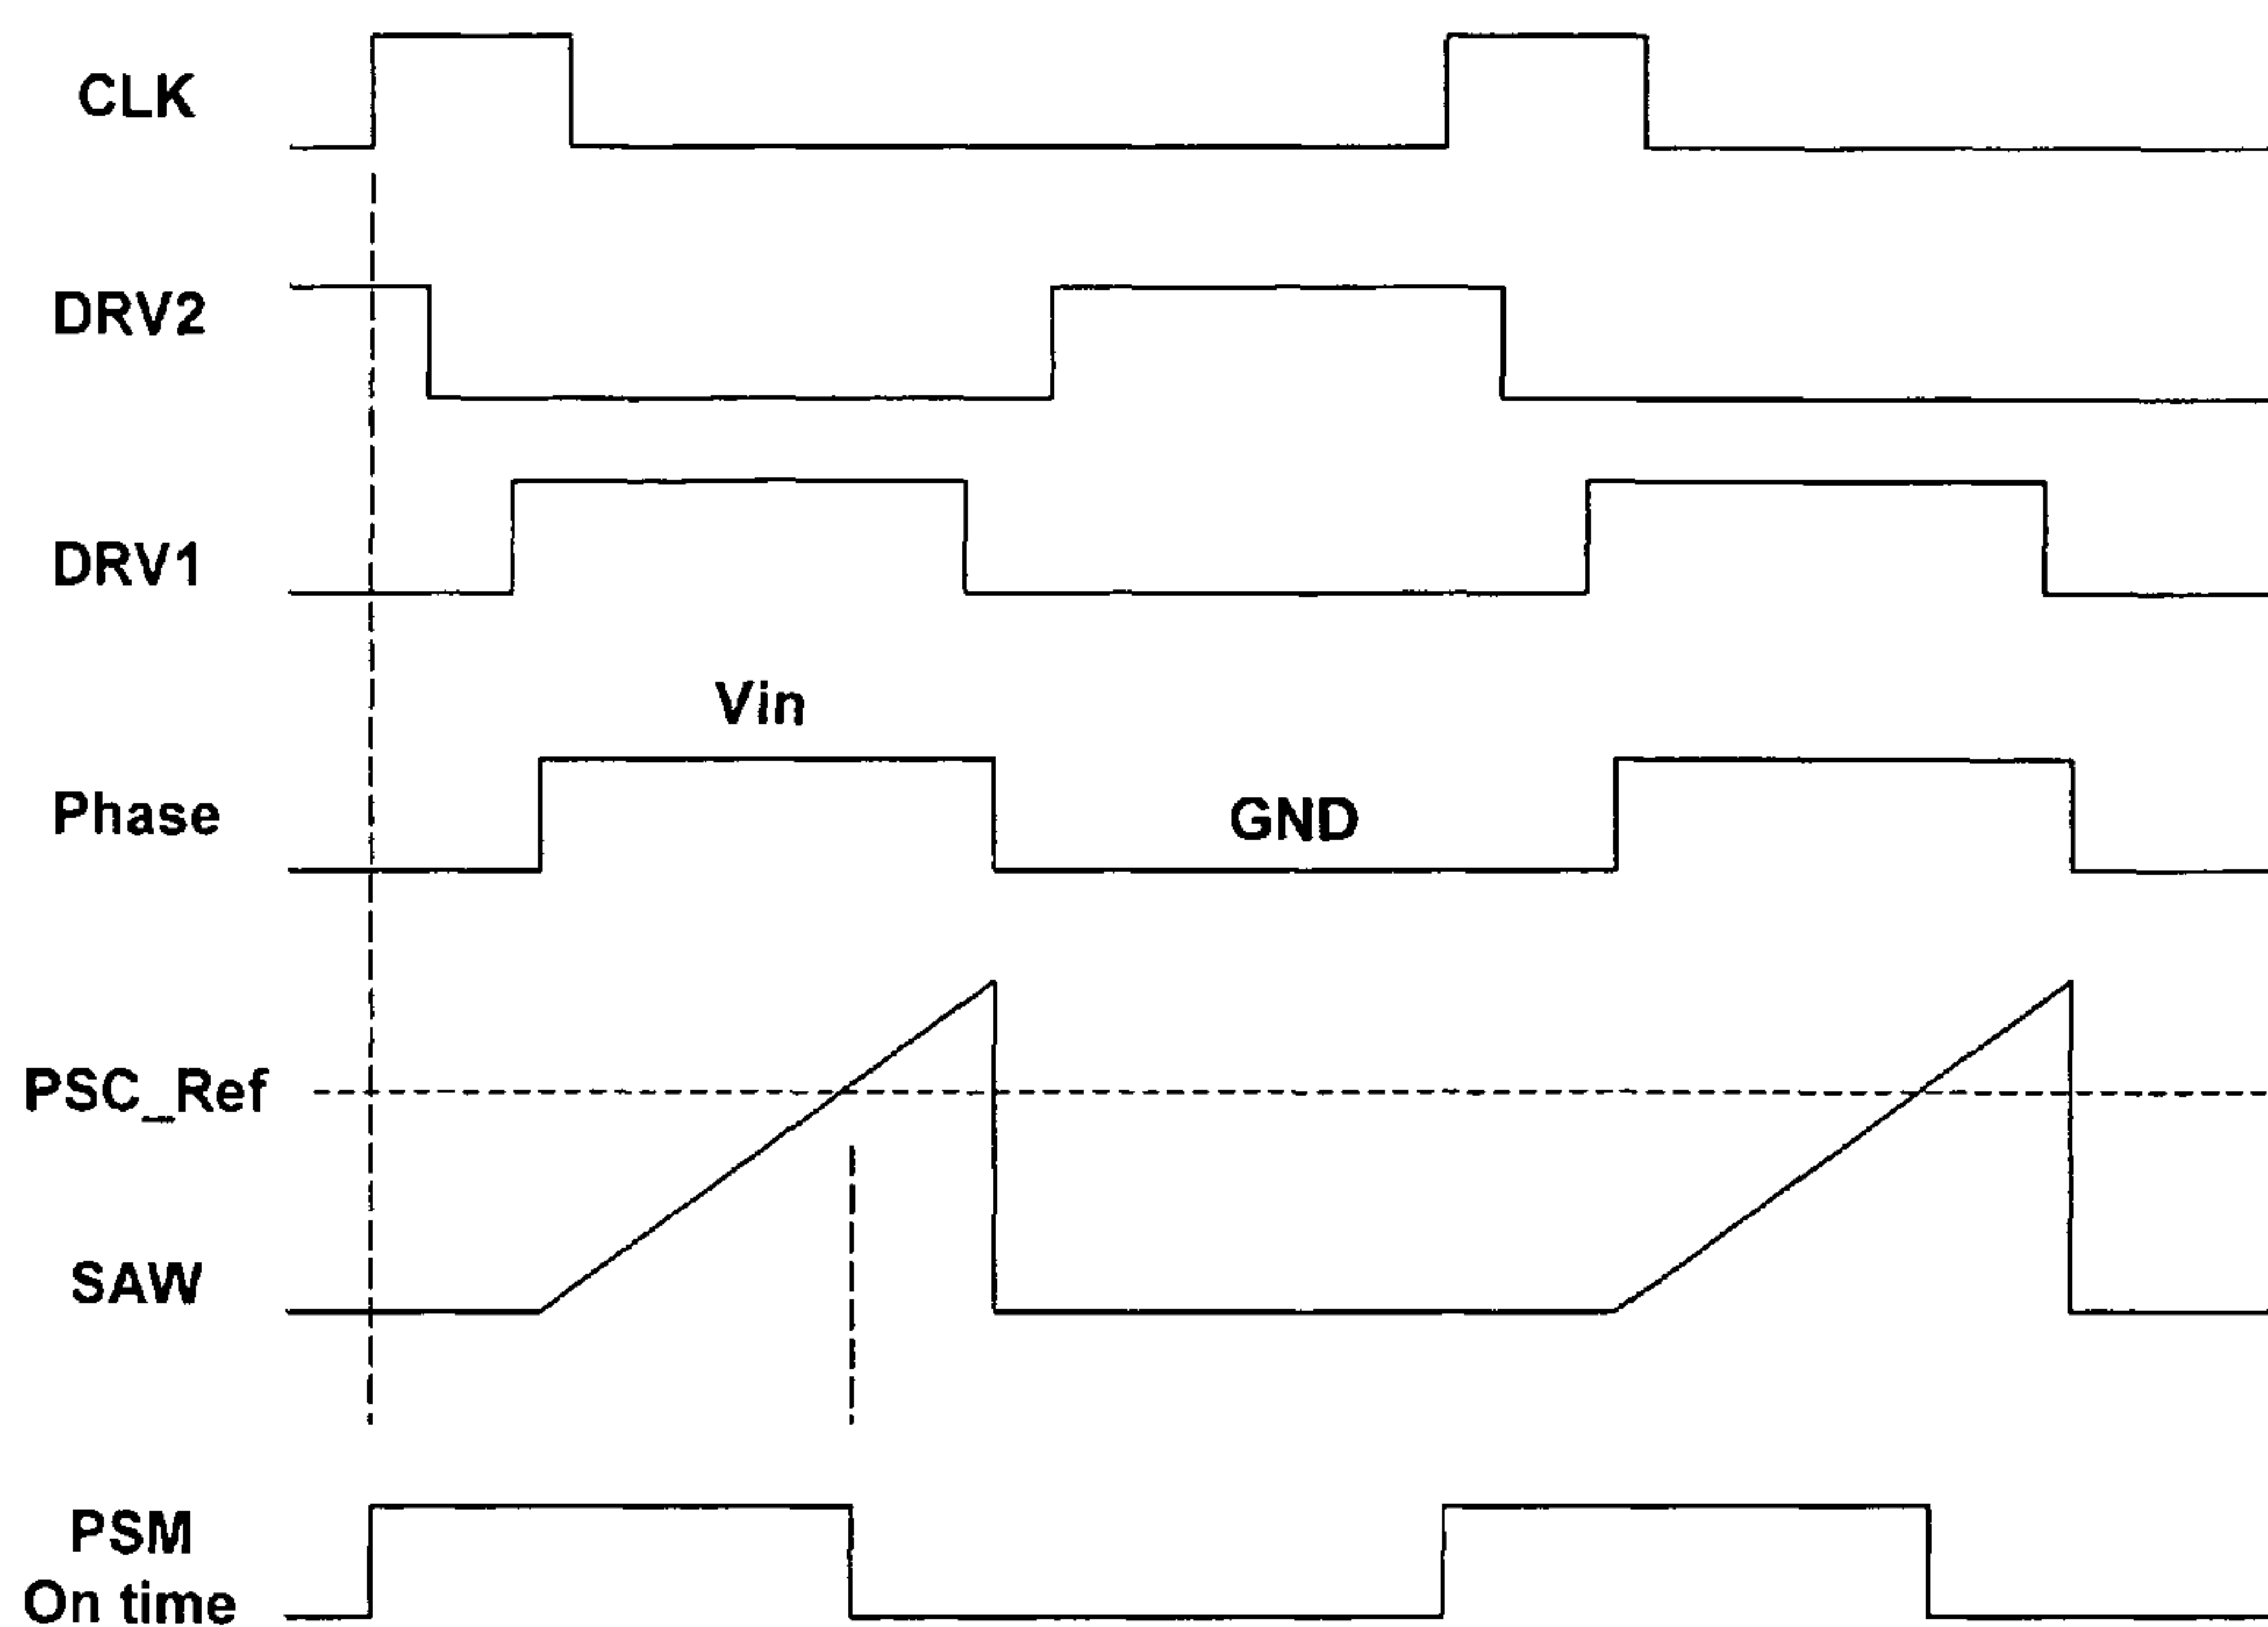 CLK
DRV2
DRV1
Vin
Phase
GND
PSC_Ref
SAW
PSM
On time